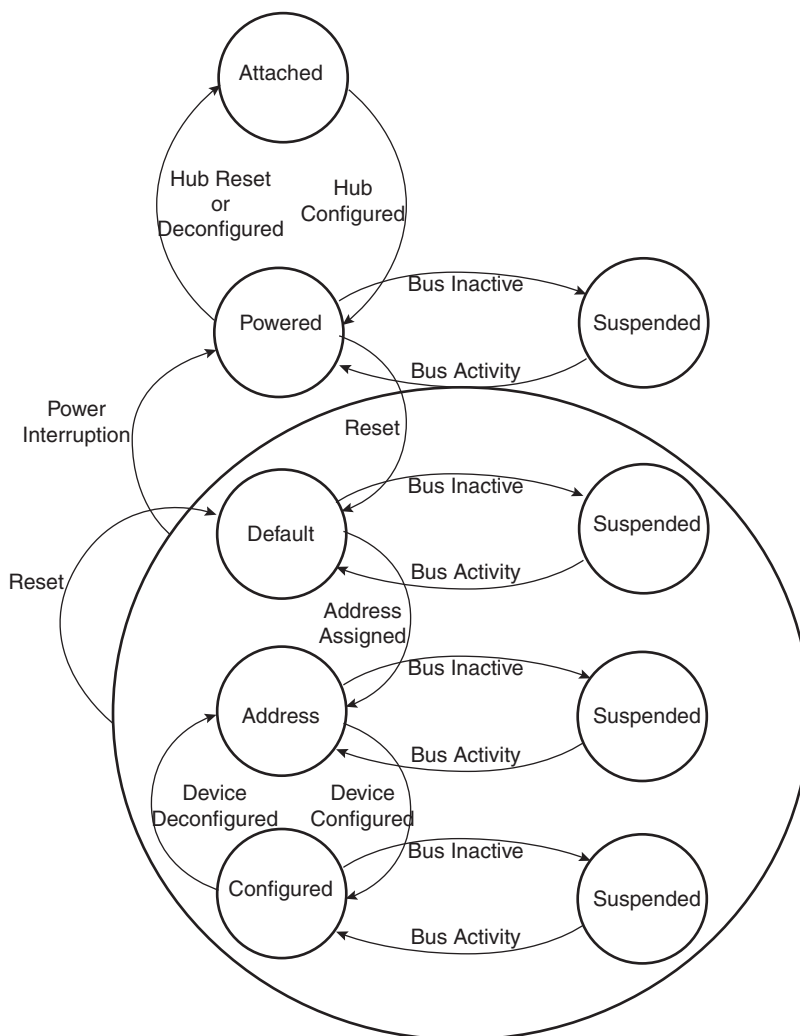 Attached
Hub Reset
or
Deconfigured
Hub
Configured
Powered
Bus Inactive
Suspended
Bus Activity
Power
Interruption
Reset
Default
Bus Inactive
Suspended
Bus Activity
Reset
Address
Assigned
Address
Bus Inactive
Suspended
Bus Activity
Device
Deconfigured
Device
Configured
Configured
Bus Inactive
Suspended
Bus Activity